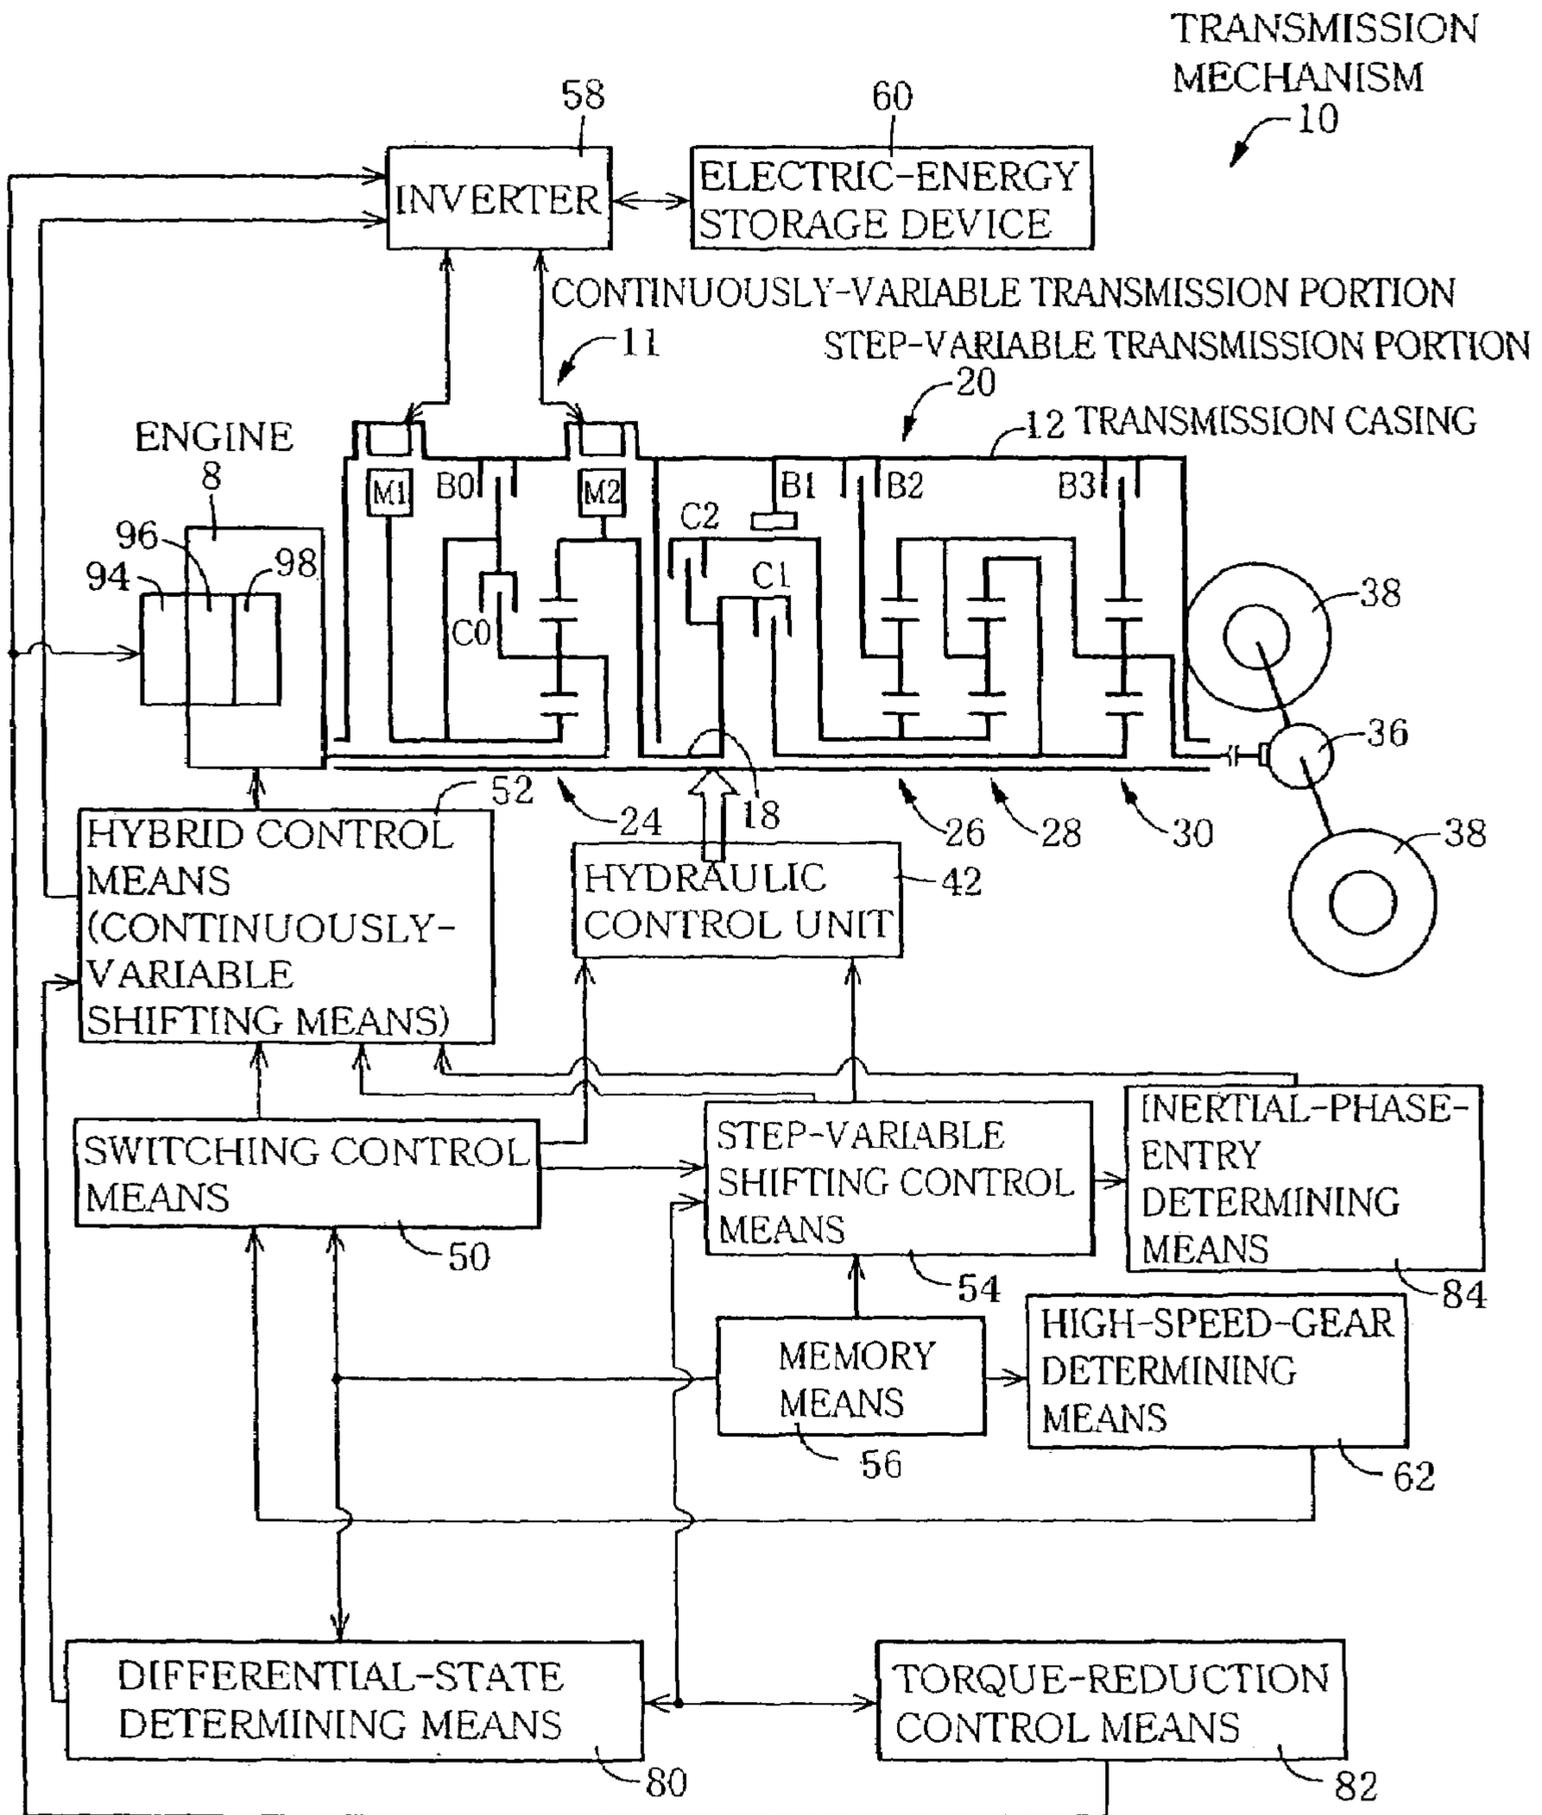 TRANSMISSION
MECHANISM
10
58
60
INVERTER
ELECTRIC-ENERGY
STORAGE DEVICE
CONTINUOUSLY-VARIABLE TRANSMISSION PORTION
11
STEP-VARIABLE TRANSMISSION PORTION
20
12 TRANSMISSION CASING
ENGINE
8
M1
B0
M2
B1
B2
B3
C2
C1
C0
96
94
98
38
36
38
18
24
26
28
30
52
HYBRID CONTROL
MEANS
(CONTINUOUSLY-
VARIABLE
SHIFTING MEANS)
HYDRAULIC
CONTROL UNIT
42
SWITCHING CONTROL
MEANS
50
STEP-VARIABLE
SHIFTING CONTROL
MEANS
54
INERTIAL-PHASE-
ENTRY
DETERMINING
MEANS
84
MEMORY
MEANS
56
HIGH-SPEED-GEAR
DETERMINING
MEANS
62
DIFFERENTIAL-STATE
DETERMINING MEANS
80
TORQUE-REDUCTION
CONTROL MEANS
82